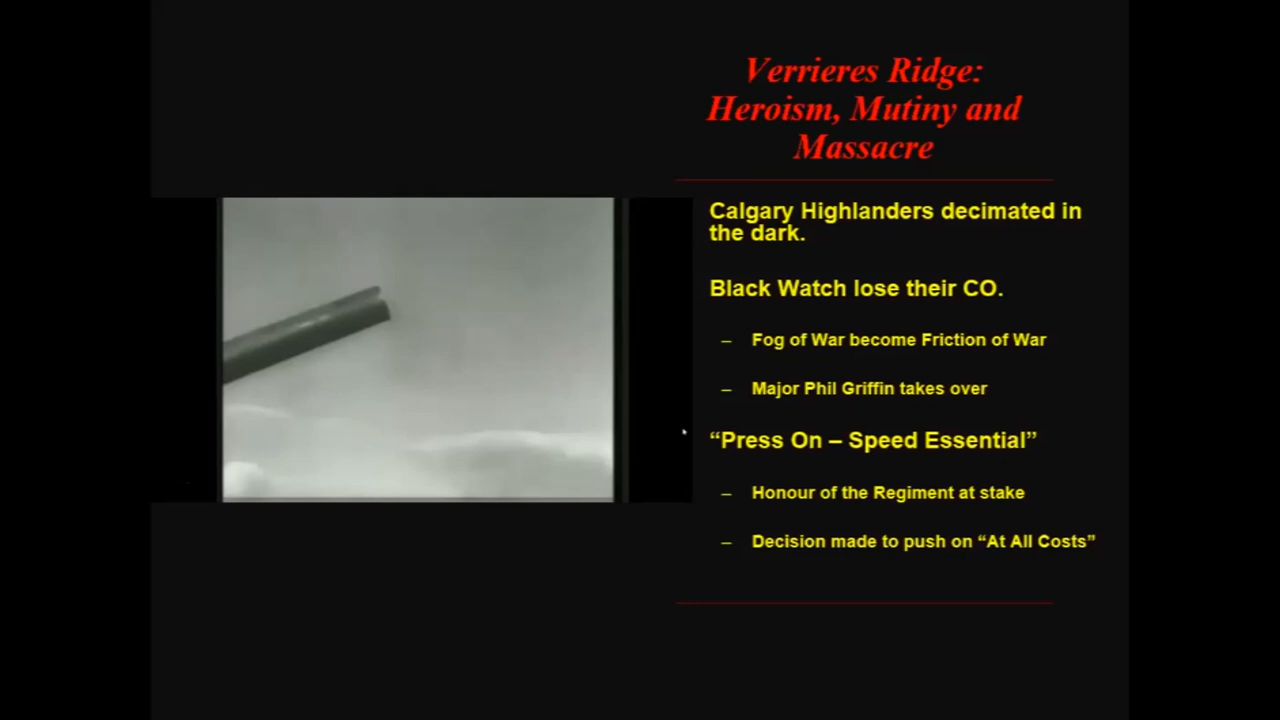 Verrieres Ridge:
Heroism, Mutiny and
Massacre
Calgary Highlanders decimated in
the dark.
Black Watch lose their CO.
– Fog of War become Friction of War
– Major Phil Griffin takes over
“Press On – Speed Essential”
– Honour of the Regiment at stake
– Decision made to push on “At All Costs”